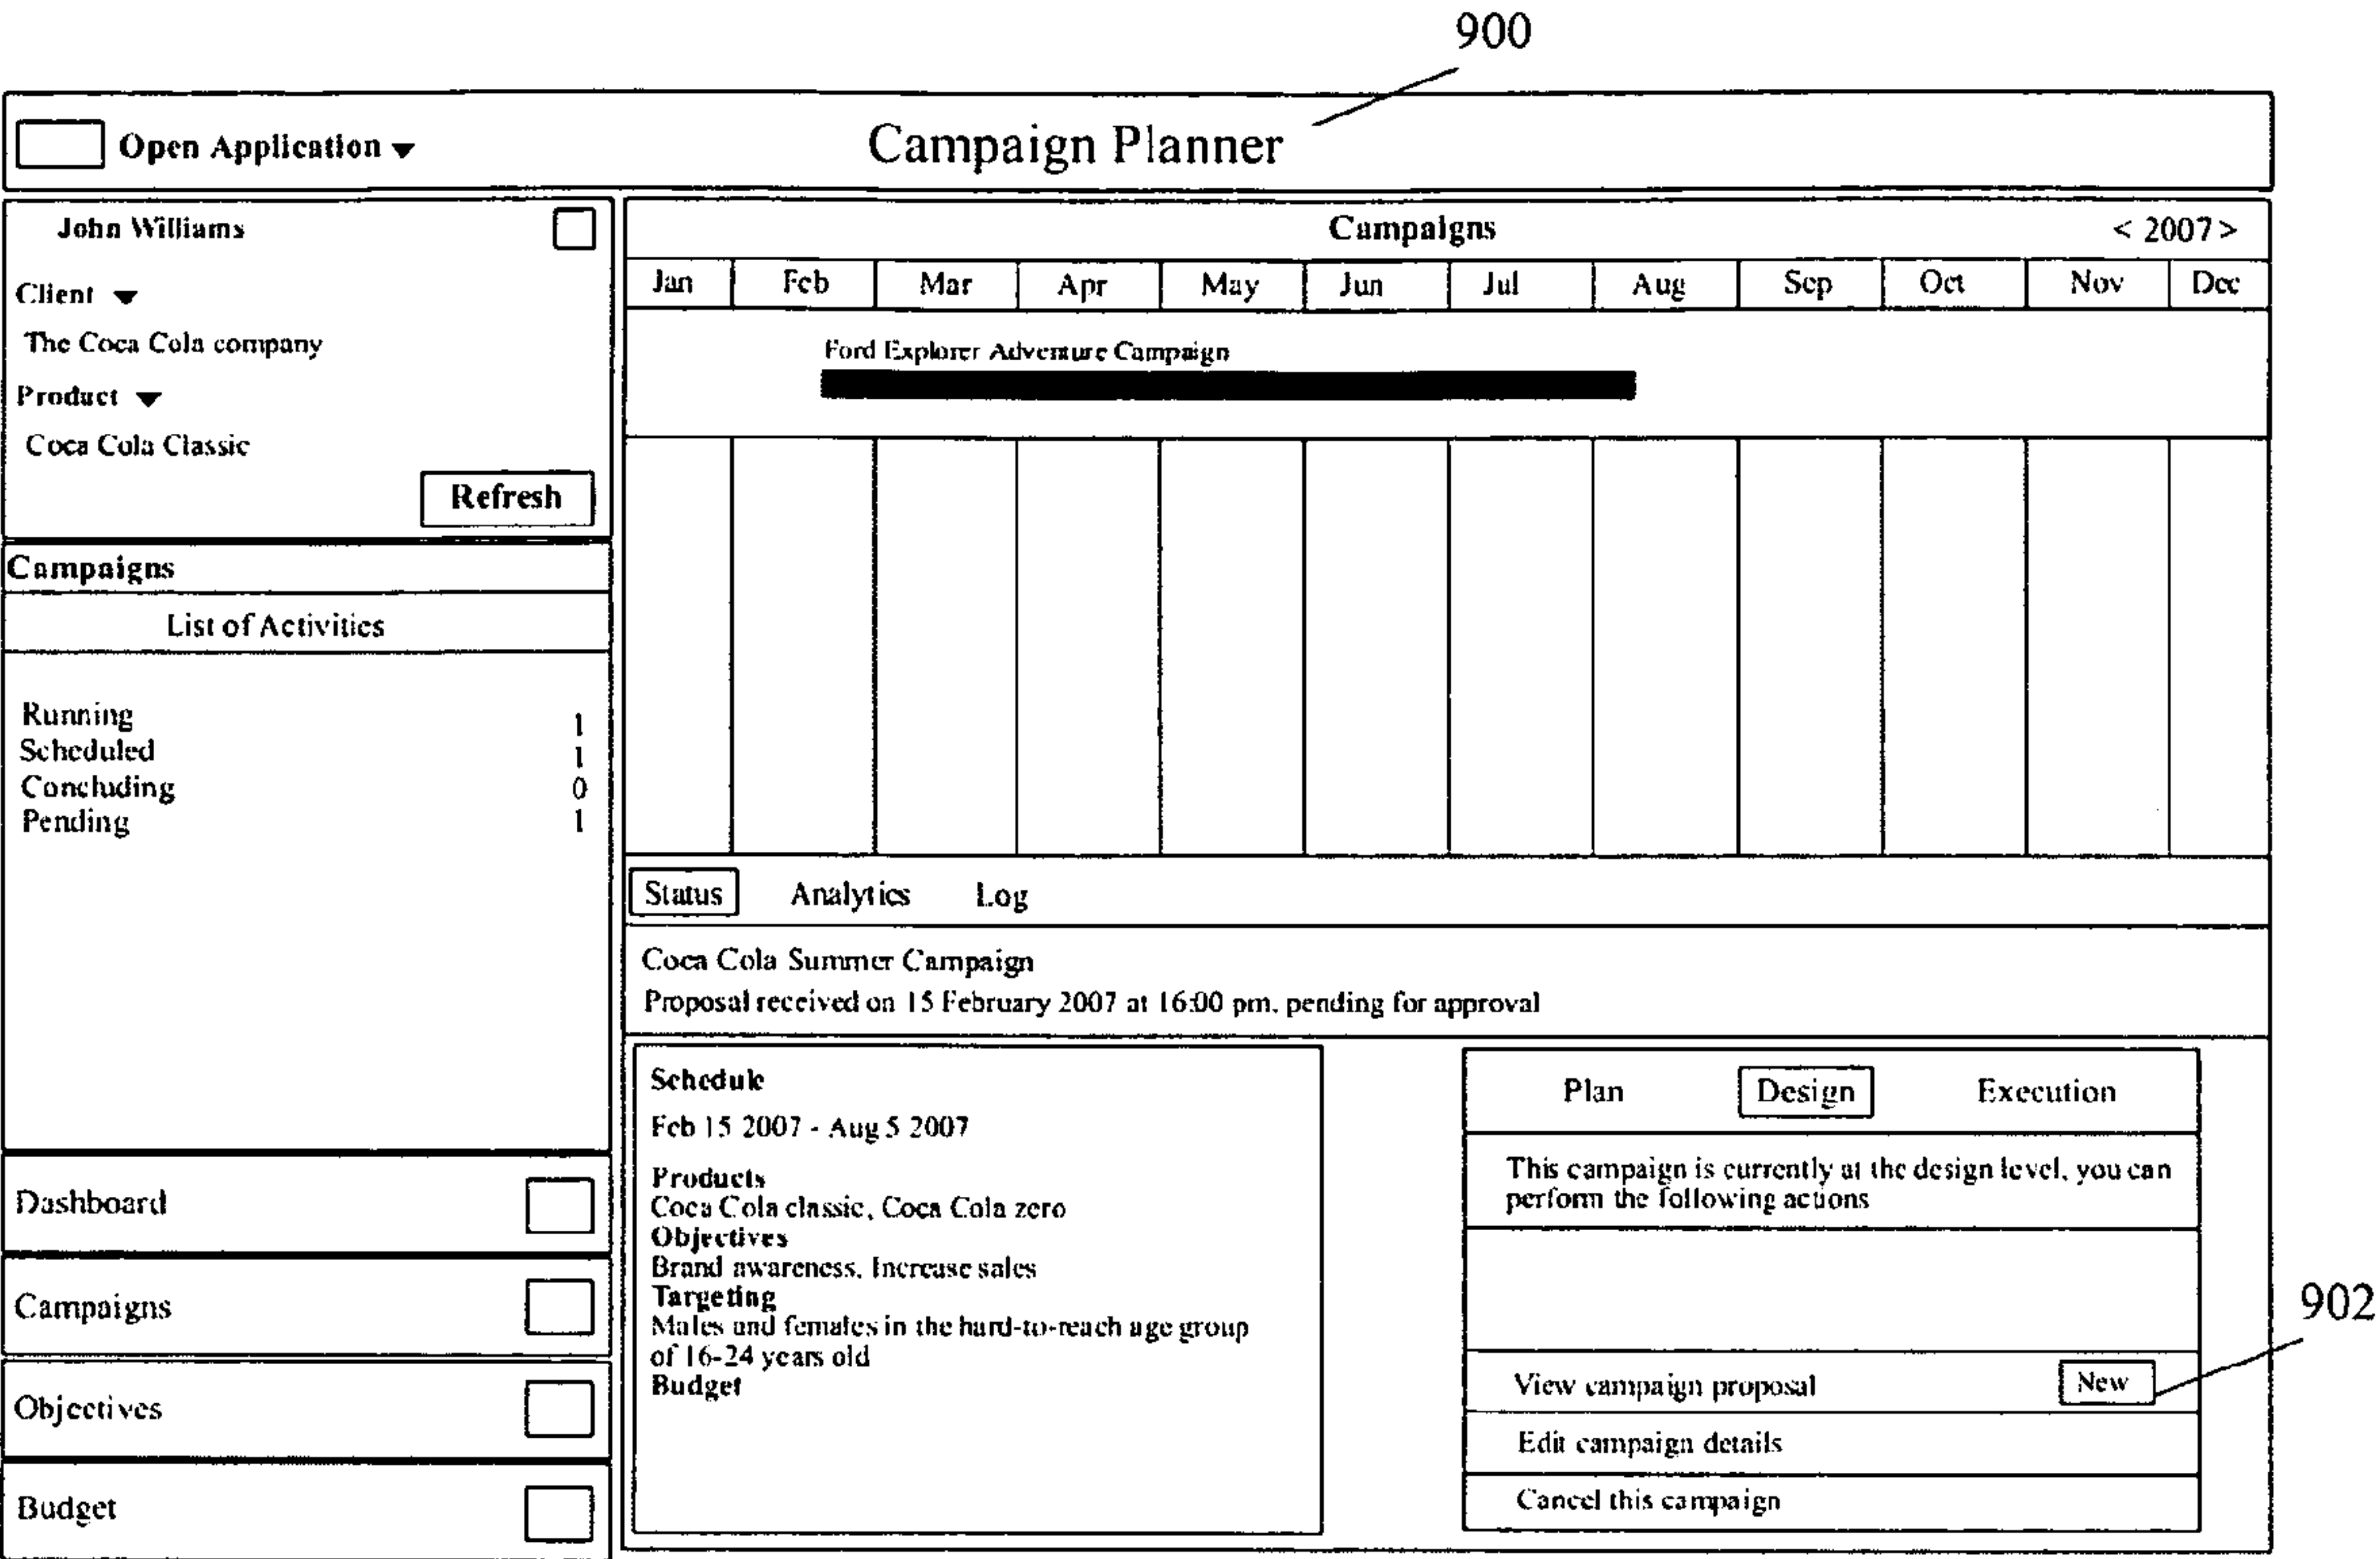 900
Open Application
Campaign Planner
John Williams
Client
The Coca Cola company
Product
Coca Cola Classic
Refresh
Campaigns
List of Activities
Running 1
Scheduled 1
Concluding 0
Pending 1
Dashboard
Campaigns
Objectives
Budget
Campaigns < 2007 >
Jan Feb Mar Apr May Jun Jul Aug Sep Oct Nov Dec
Ford Explorer Adventure Campaign
Status Analytics Log
Coca Cola Summer Campaign
Proposal received on 15 February 2007 at 16:00 pm, pending for approval
Schedule
Feb 15 2007 - Aug 5 2007
Products
Coca Cola classic, Coca Cola zero
Objectives
Brand awareness, Increase sales
Targeting
Males and females in the hard-to-reach age group
of 16-24 years old
Budget
Plan Design Execution
This campaign is currently at the design level, you can
perform the following actions
View campaign proposal New
Edit campaign details
Cancel this campaign
902